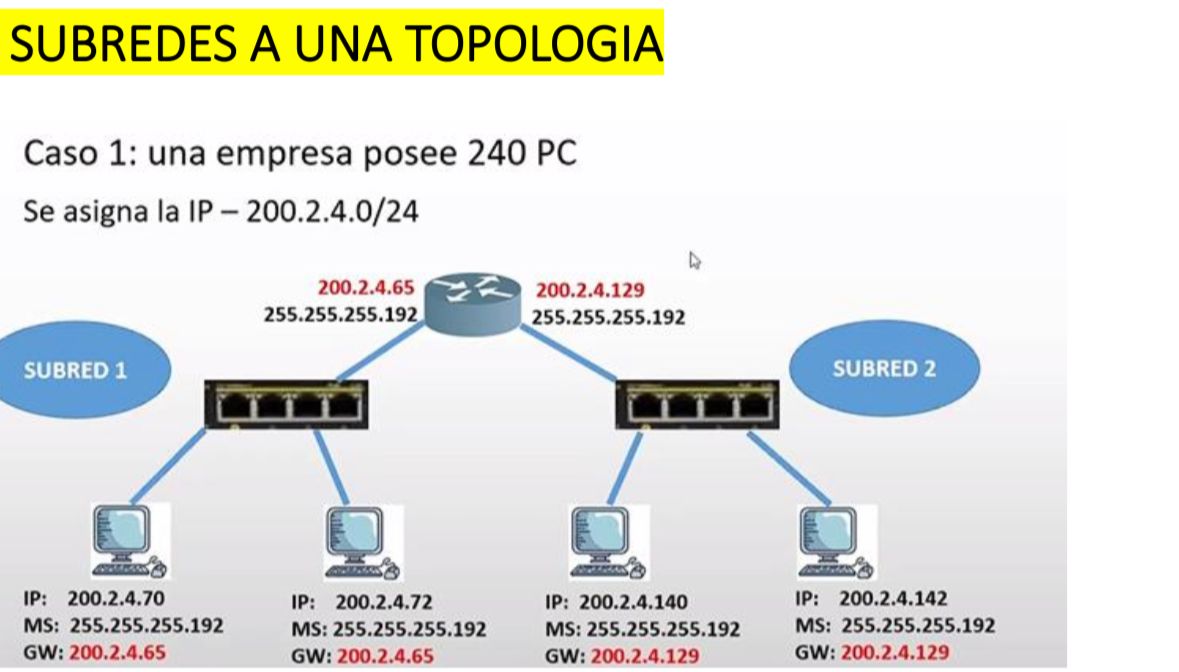 SUBREDES A UNA TOPOLOGIA
Caso 1: una empresa posee 240 PC
Se asigna la IP – 200.2.4.0/24
200.2.4.65
255.255.255.192
200.2.4.129
255.255.255.192
SUBRED 1
SUBRED 2
IP: 200.2.4.70
MS: 255.255.255.192
GW: 200.2.4.65
IP: 200.2.4.72
MS: 255.255.255.192
GW: 200.2.4.65
IP: 200.2.4.140
MS: 255.255.255.192
GW: 200.2.4.129
IP: 200.2.4.142
MS: 255.255.255.192
GW: 200.2.4.129